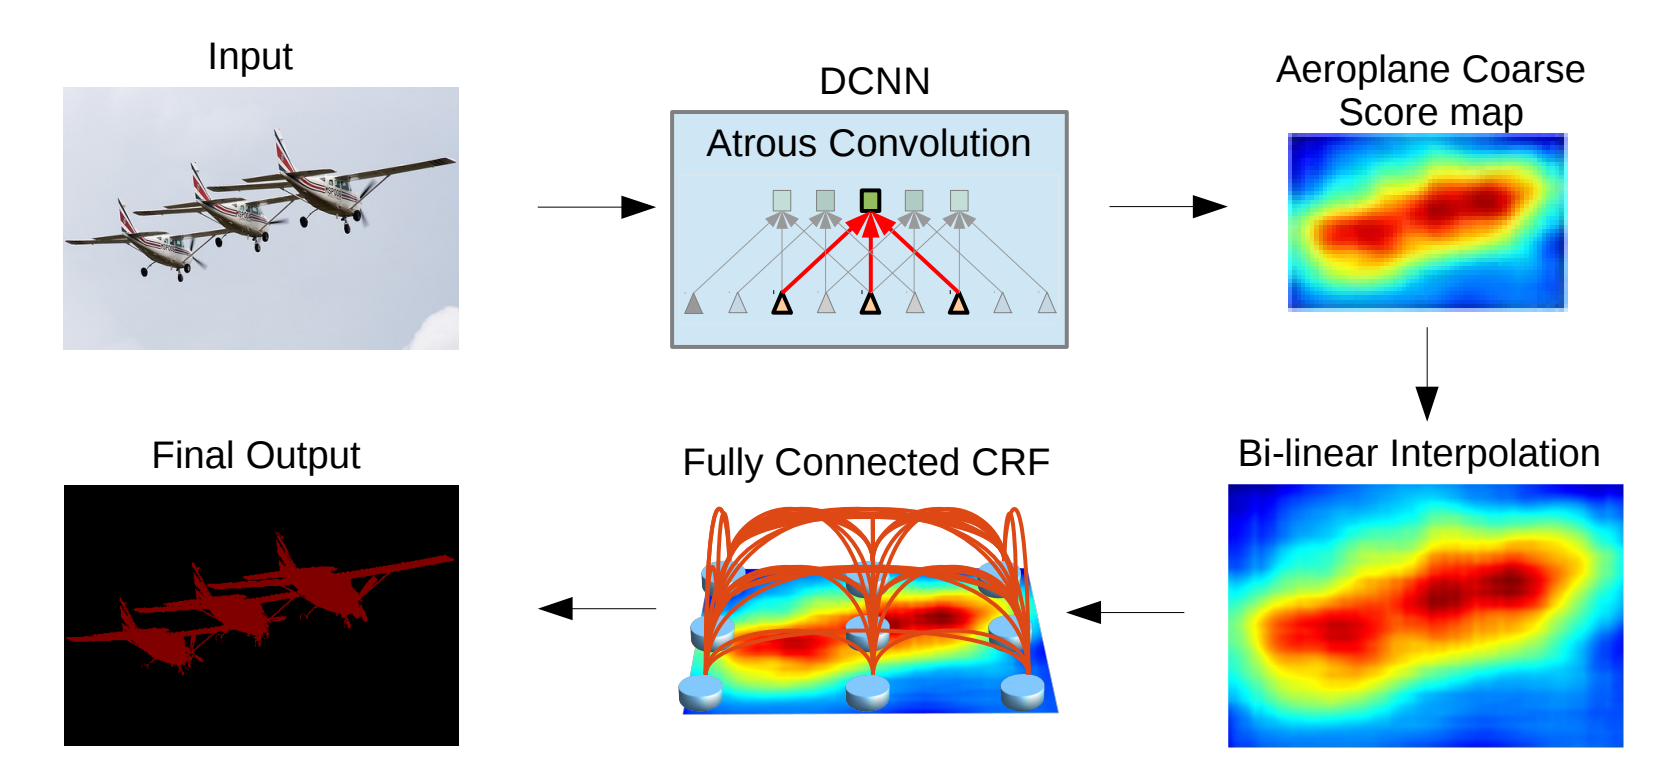 Input
DCNN
Atrous Convolution
Aeroplane Coarse
Score map
Bi-linear Interpolation
Fully Connected CRF
Final Output